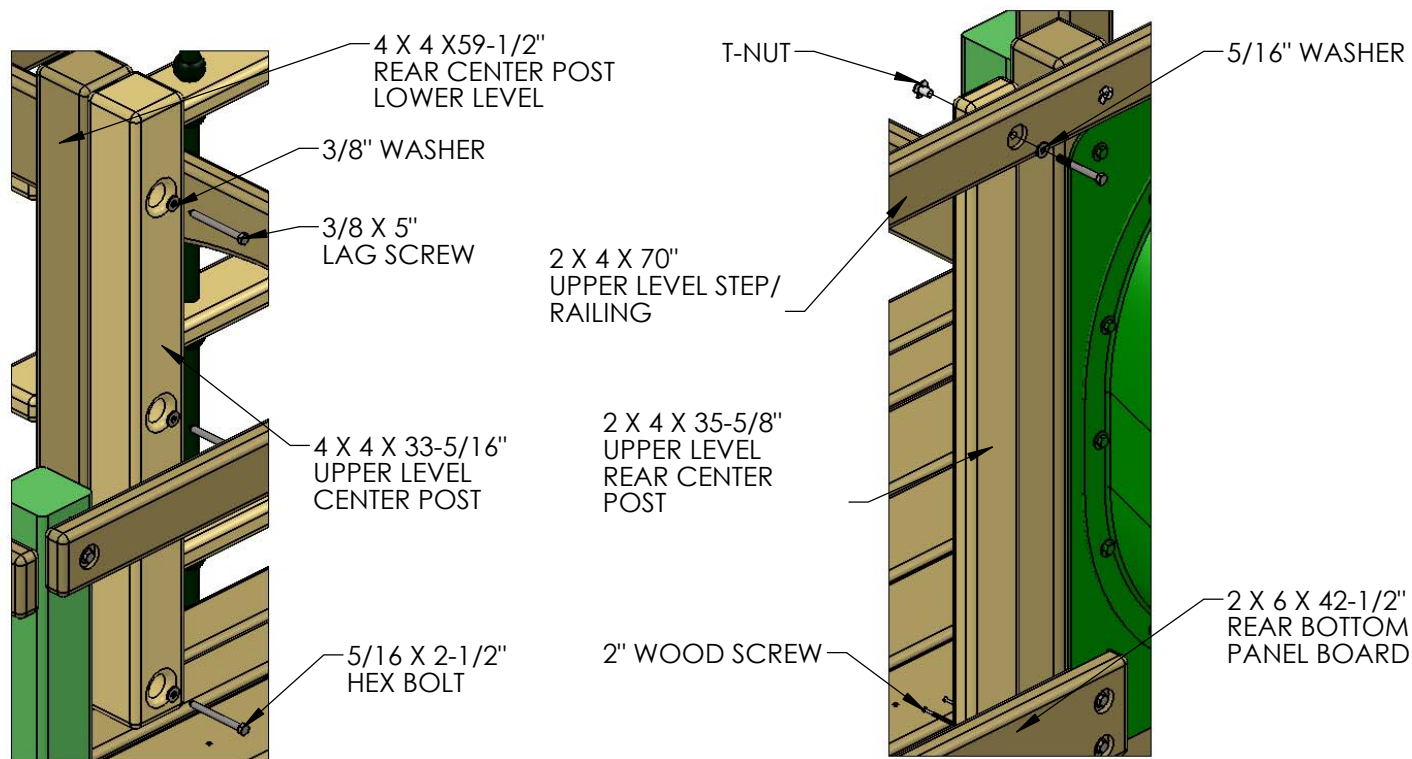 4 X 4 X59-1/2"
REAR CENTER POST
LOWER LEVEL
3/8" WASHER
3/8 X 5"
LAG SCREW
4 X 4 X 33-5/16"
UPPER LEVEL
CENTER POST
5/16 X 2-1/2"
HEX BOLT
T-NUT
5/16" WASHER
2 X 4 X 70"
UPPER LEVEL STEP/
RAILING
2 X 4 X 35-5/8"
UPPER LEVEL
REAR CENTER
POST
2" WOOD SCREW
2 X 6 X 42-1/2"
REAR BOTTOM
PANEL BOARD